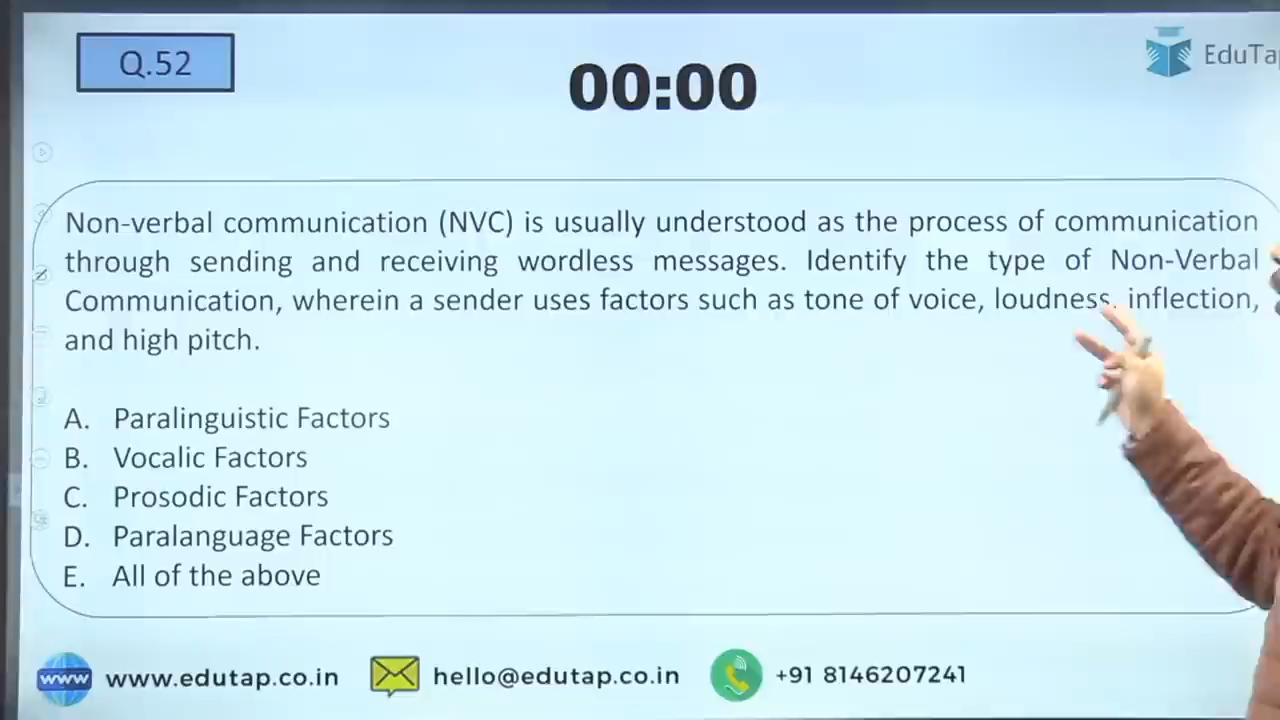 Q.52
00:00
EduTa
Non-verbal communication (NVC) is usually understood as the process of communication
through sending and receiving wordless messages. Identify the type of Non-Verbal
Communication, wherein a sender uses factors such as tone of voice, loudness, inflection,
and high pitch.
A. Paralinguistic Factors
B. Vocalic Factors
C. Prosodic Factors
D. Paralanguage Factors
E. All of the above
www www.edutap.co.in
hello@edutap.co.in
+91 8146207241